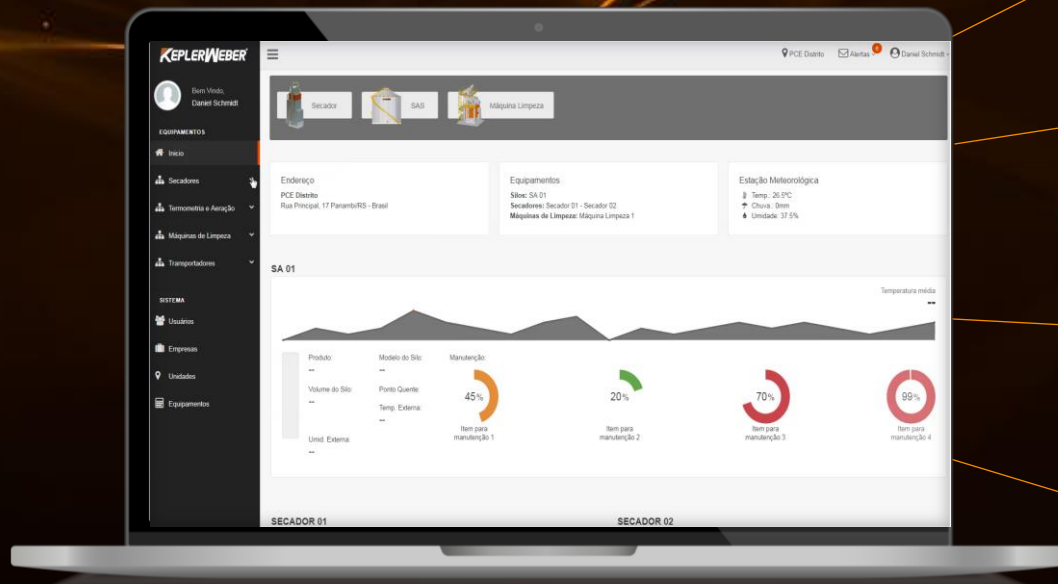 KEPLERWEBER
PCE Distrito
Alertas
Daniel Schmidt
Bem Vindo,
Daniel Schmidt
Secador
SAS
Máquina Limpeza
EQUIPAMENTOS
Início
Secadores
Termometria e Aeração
Máquinas de Limpeza
Transportadores
SISTEMA
Usuários
Empresas
Unidades
Equipamentos
Endereço
PCE Distrito
Rua Principal, 17 Panambi/RS - Brasil
Equipamentos
Silos: SA 01
Secadores: Secador 01 - Secador 02
Máquinas de Limpeza: Máquina Limpeza 1
Estação Meteorológica
Temp.: 26.5ºC
Chuva.: 0mm
Umidade: 37.5%
SA 01
Temperatura média
--
Produto:
--
Modelo do Silo:
--
Manutenção:
Volume do Silo:
--
Ponto Quente:
Temp. Externa:
--
Umid. Externa:
--
45%
Item para
manutenção 1
20%
Item para
manutenção 2
70%
Item para
manutenção 3
99%
Item para
manutenção 4
SECADOR 01
SECADOR 02